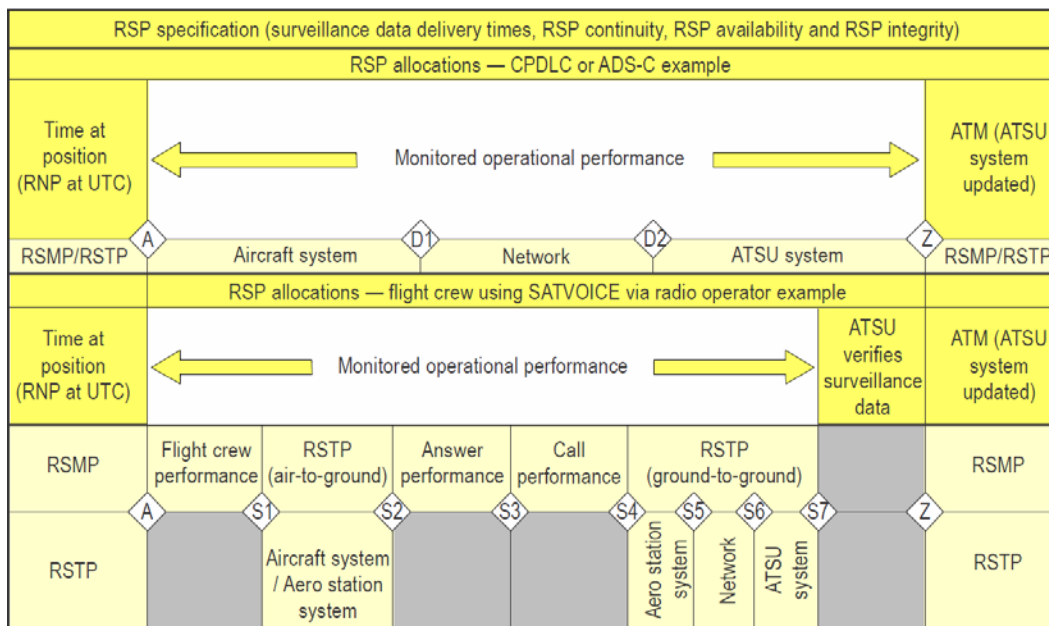 RSP specification (surveillance data delivery times, RSP continuity, RSP availability and RSP integrity)
RSP allocations — CPDLC or ADS-C example
Time at
position
(RNP at UTC)
Monitored operational performance
ATM (ATSU
system
updated)
A
D1
D2
Z
RSMP/RSTP
Aircraft system
Network
ATSU system
RSMP/RSTP
RSP allocations — flight crew using SATVOICE via radio operator example
Time at
position
(RNP at UTC)
Monitored operational performance
ATSU
verifies
surveillance
data
ATM (ATSU
system
updated)
RSMP
Flight crew
performance
RSTP
(air-to-ground)
Answer
performance
Call
performance
RSTP
(ground-to-ground)
RSMP
A
S1
S2
S3
S4
S5
S6
S7
Z
RSTP
Aircraft system
/ Aero station
system
Aero station
system
Network
ATSU
system
RSTP